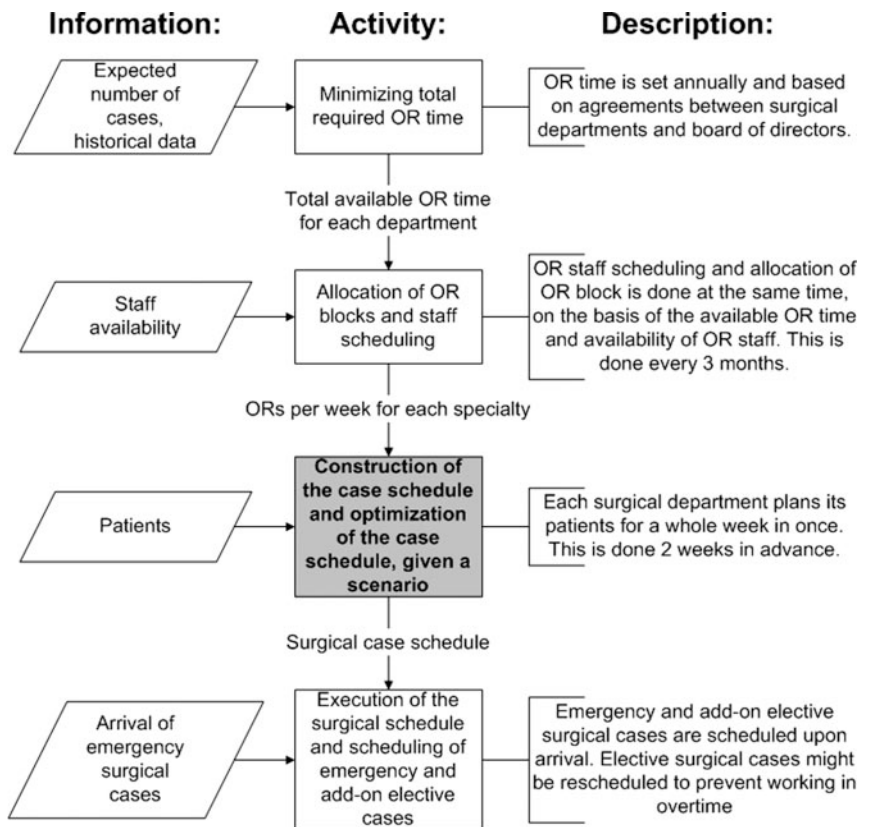 Information:
Activity:
Description:
Expected
number of
cases,
historical data
Minimizing total
required OR time
OR time is set annually and based
on agreements between surgical
departments and board of directors.
Total available OR time
for each department
Staff
availability
Allocation of OR
blocks and staff
scheduling
OR staff scheduling and allocation of
OR block is done at the same time,
on the basis of the available OR time
and availability of OR staff. This is
done every 3 months.
ORs per week for each specialty
Patients
Construction of
the case schedule
and optimization
of the case
schedule, given a
scenario
Each surgical department plans its
patients for a whole week in once.
This is done 2 weeks in advance.
Surgical case schedule
Arrival of
emergency
surgical
cases
Execution of the
surgical schedule
and scheduling of
emergency and
add-on elective
cases
Emergency and add-on elective
surgical cases are scheduled upon
arrival. Elective surgical cases might
be rescheduled to prevent working in
overtime